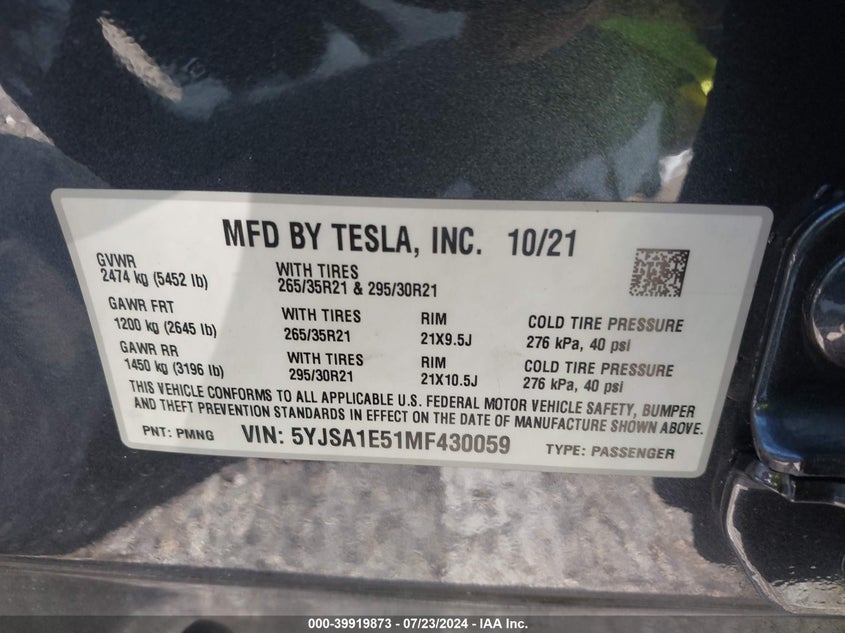 MFD BY TESLA, INC. 10/21
GVWR
2474 kg (5452 lb)
WITH TIRES
265/35R21 & 295/30R21
GAWR FRT
1200 kg (2645 lb)
WITH TIRES
265/35R21
RIM
21X9.5J
COLD TIRE PRESSURE
276 kPa, 40 psi
GAWR RR
1450 kg (3196 lb)
WITH TIRES
295/30R21
RIM
21X10.5J
COLD TIRE PRESSURE
276 kPa, 40 psi
THIS VEHICLE CONFORMS TO ALL APPLICABLE U.S. FEDERAL MOTOR VEHICLE SAFETY, BUMPER
AND THEFT PREVENTION STANDARDS IN EFFECT ON THE DATE OF MANUFACTURE SHOWN ABOVE.
PNT: PMNG VIN: 5YJSA1E51MF430059 TYPE: PASSENGER
000-39919873 - 07/23/2024 - IAA Inc.